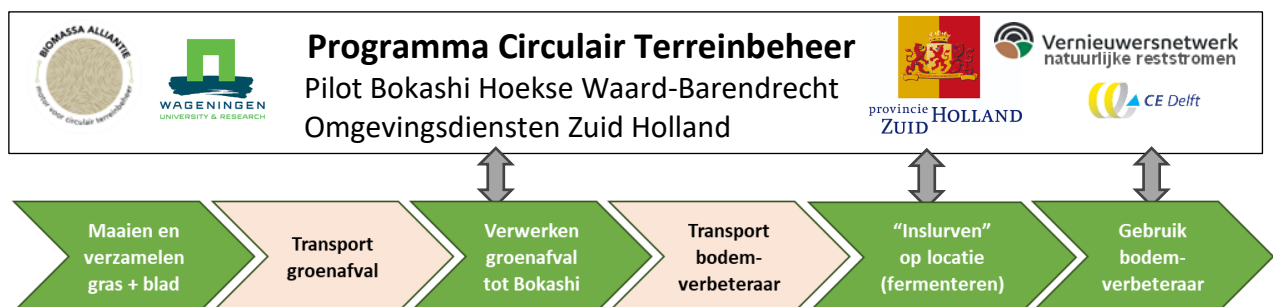 BIOMASSA ALLIANTIE
motor voor circulair terreinbeheer
WAGENINGEN
UNIVERSITY & RESEARCH
Programma Circulair Terreinbeheer
Pilot Bokashi Hoekse Waard-Barendrecht
Omgevingsdiensten Zuid Holland
provincie HOLLAND
ZUID
Vernieuwersnetwerk
natuurlijke reststromen
CE Delft
Maaien en
verzamelen
gras + blad
Transport
groenafval
Verwerken
groenafval
tot Bokashi
Transport
bodem-
verbeteraar
“Inslurven”
op locatie
(fermenteren)
Gebruik
bodem-
verbeteraar